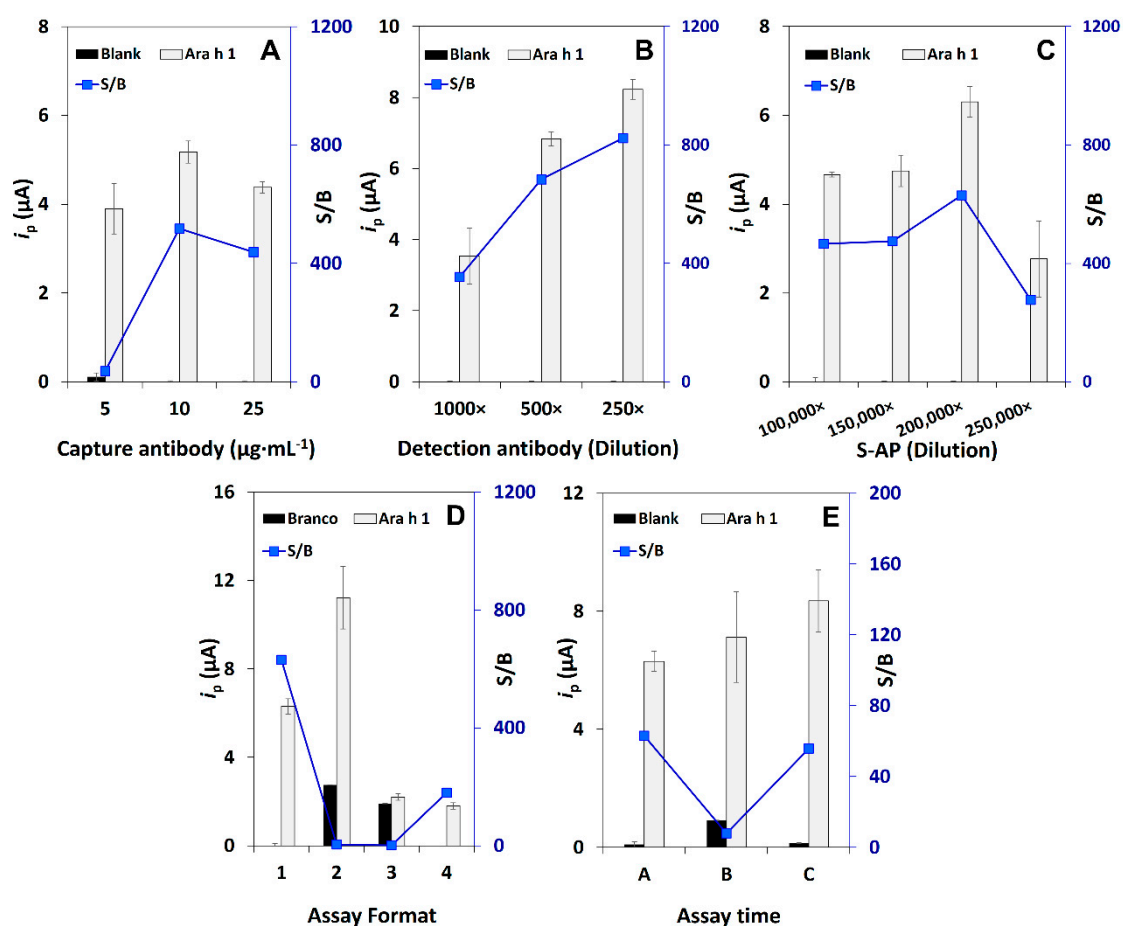 8
6
4
2
0
iₚ (µA)
Blank
Ara h 1
S/B
A
1200
800
400
0
S/B
5 10 25
Capture antibody (µg·mL⁻¹)
10
8
6
4
2
0
iₚ (µA)
Blank
Ara h 1
S/B
B
1200
800
400
0
S/B
1000× 500× 250×
Detection antibody (Dilution)
8
6
4
2
0
iₚ (µA)
Blank
Ara h 1
S/B
C
1200
800
400
0
S/B
100,000× 150,000× 200,000× 250,000×
S-AP (Dilution)
16
12
8
4
0
iₚ (µA)
Branco
Ara h 1
S/B
D
1200
800
400
0
S/B
1 2 3 4
Assay Format
12
8
4
0
iₚ (µA)
Blank
Ara h 1
S/B
E
200
160
120
80
40
0
S/B
A B C
Assay time